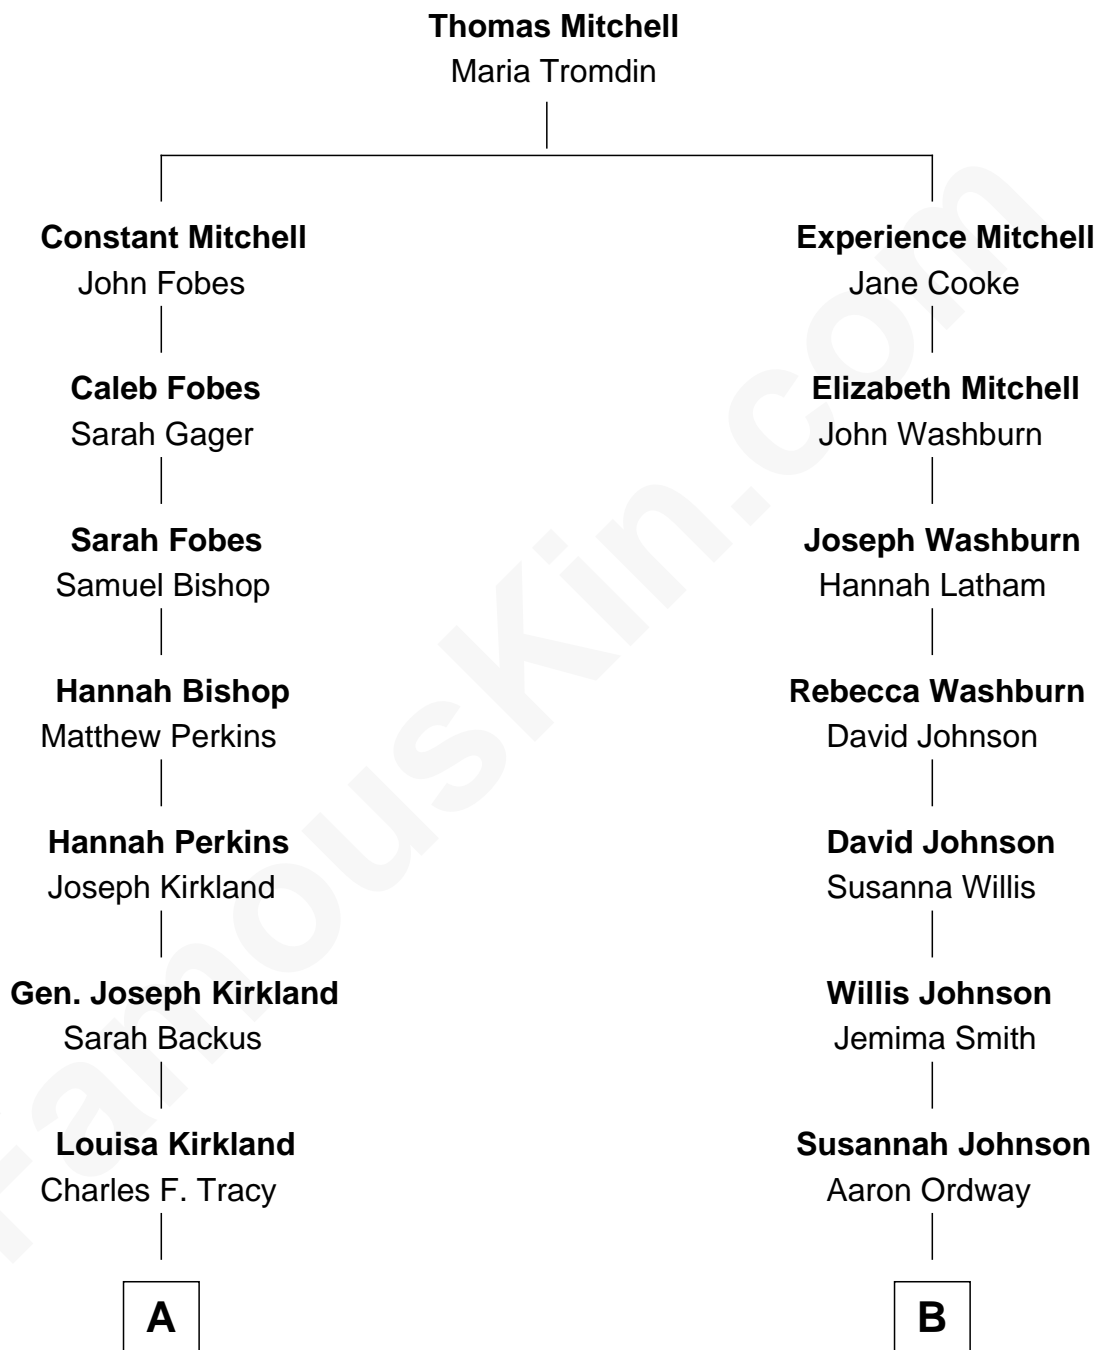 Thomas Mitchell
Maria Tromdin
Constant Mitchell
John Fobes
Experience Mitchell
Jane Cooke
Caleb Fobes
Sarah Gager
Elizabeth Mitchell
John Washburn
Sarah Fobes
Samuel Bishop
Joseph Washburn
Hannah Latham
Hannah Bishop
Matthew Perkins
Rebecca Washburn
David Johnson
Hannah Perkins
Joseph Kirkland
David Johnson
Susanna Willis
Gen. Joseph Kirkland
Sarah Backus
Willis Johnson
Jemima Smith
Louisa Kirkland
Charles F. Tracy
Susannah Johnson
Aaron Ordway
A
B
FamousKin.com